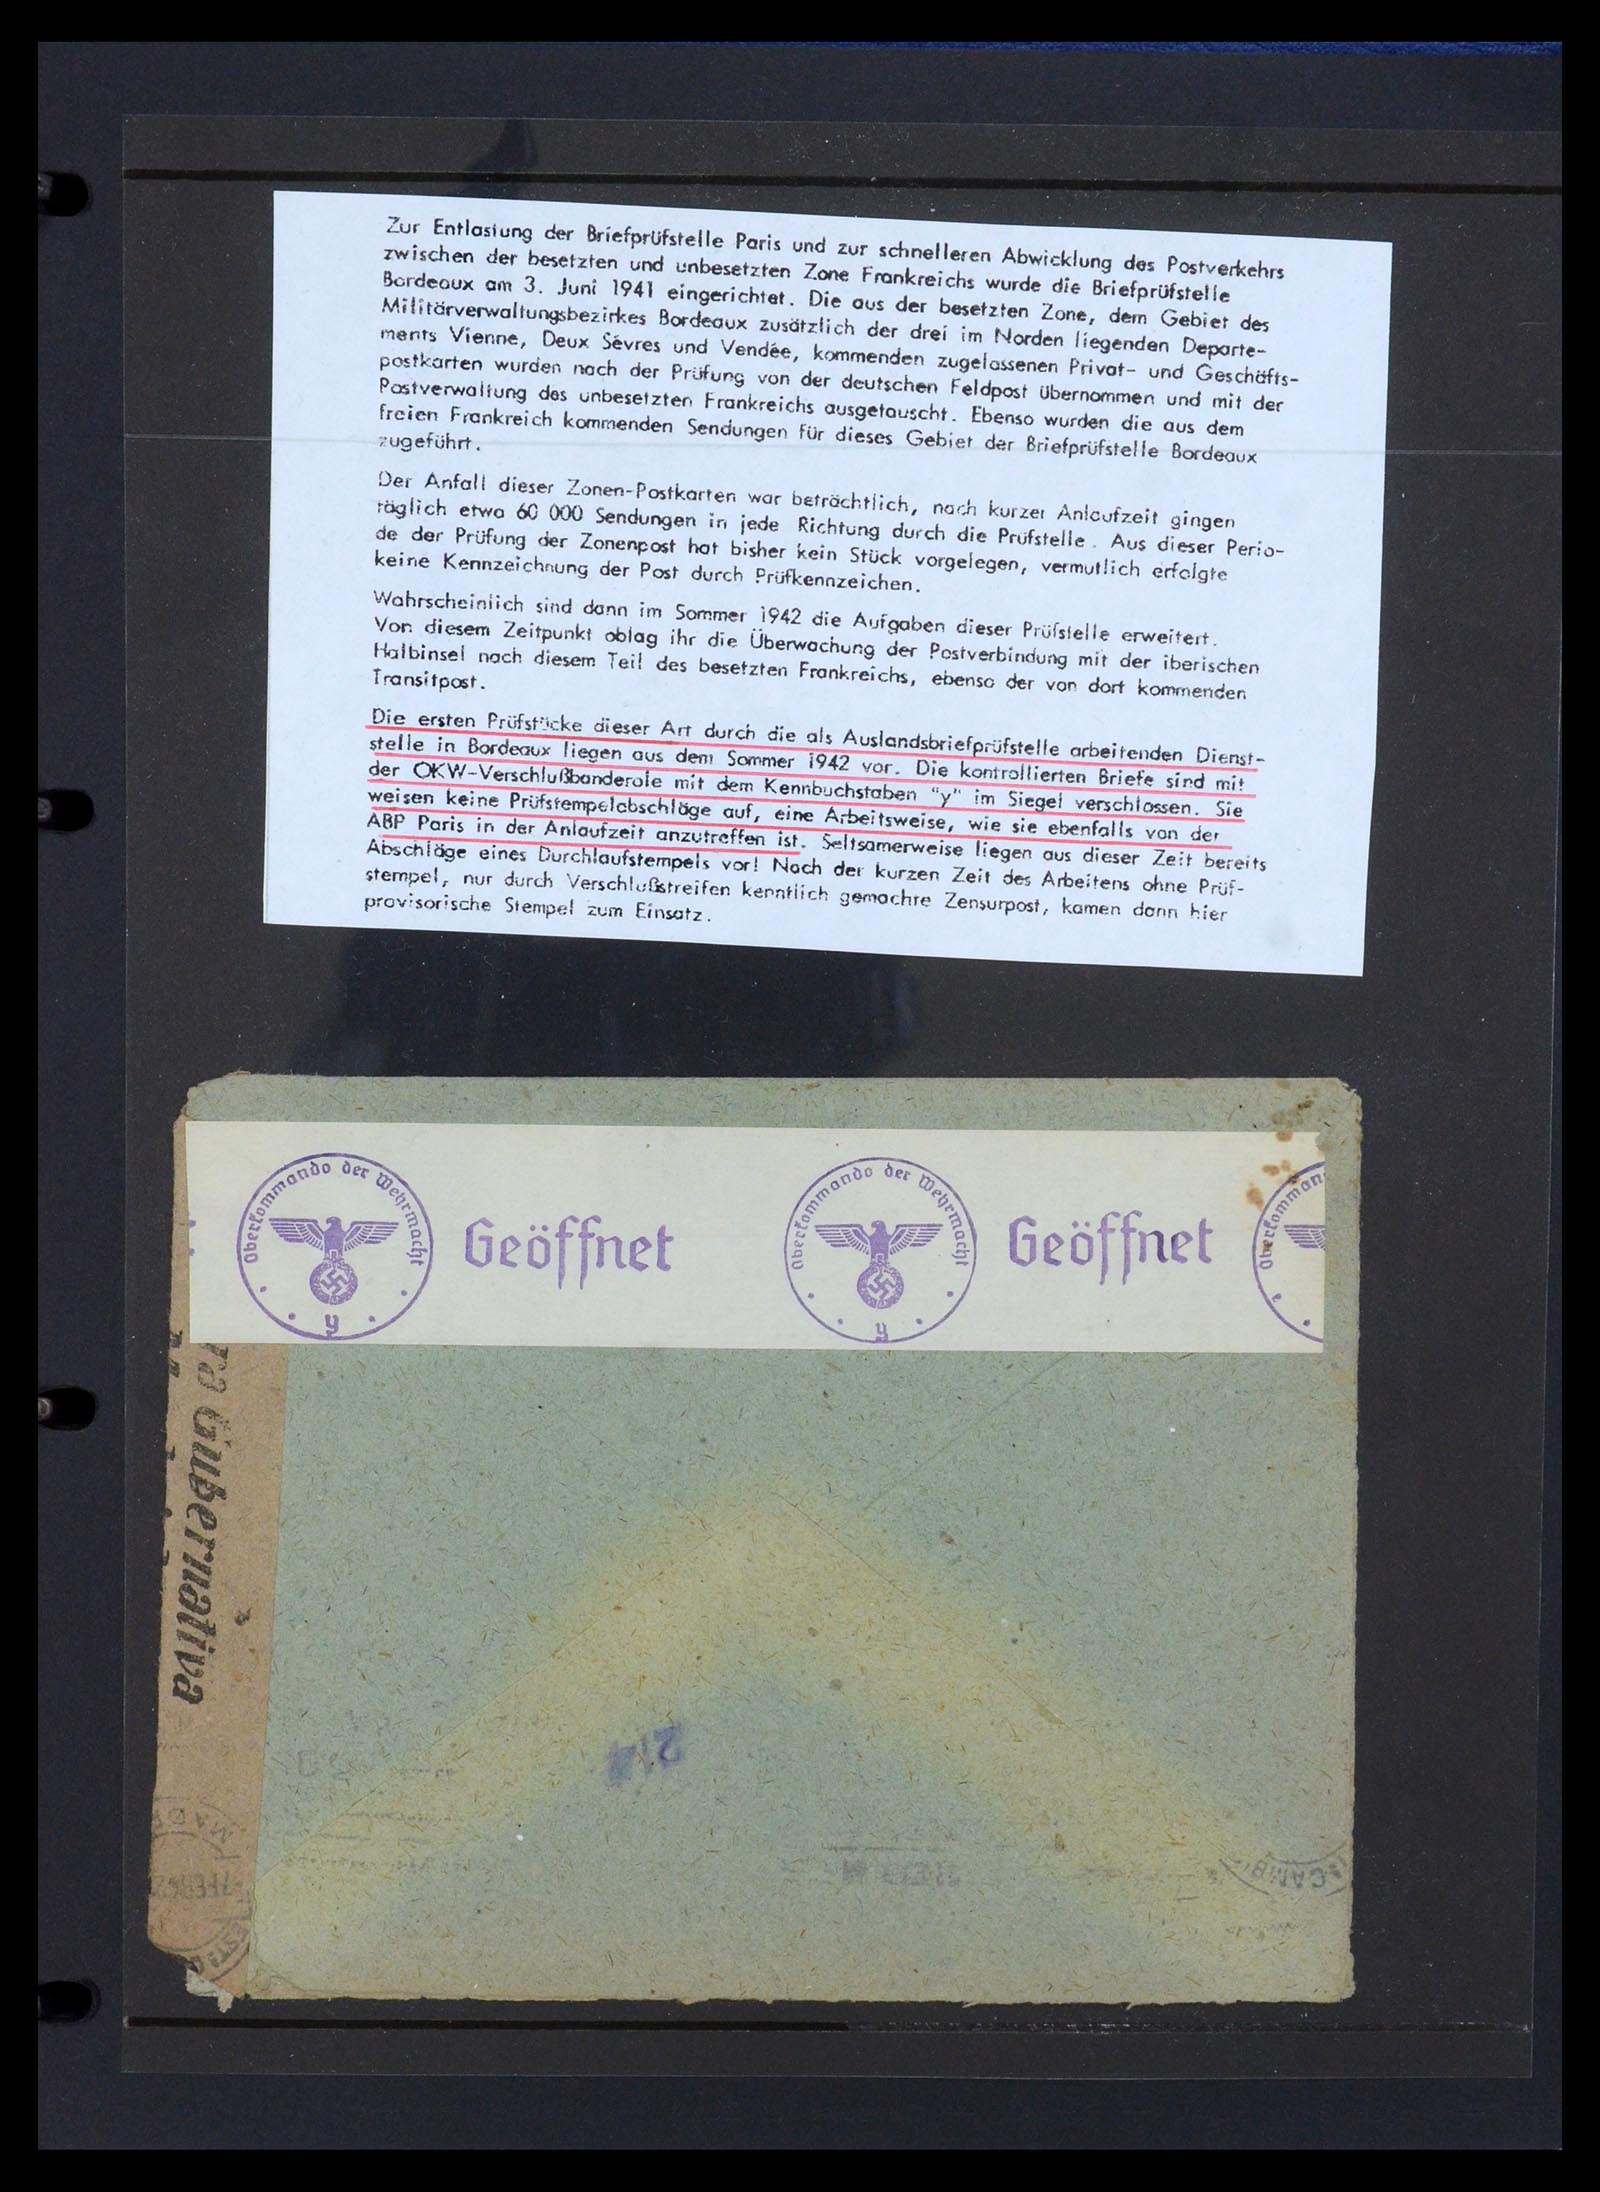 Zur Entlastung der Briefprüfstelle Paris und zur schnelleren Abwicklung des Postverkehrs
zwischen der besetzten und unbesetzten Zone Frankreichs wurde die Briefprüfstelle
Bordeaux am 3. Juni 1941 eingerichtet. Die aus der besetzten Zone, dem Gebiet des
Militärverwaltungsbezirkes Bordeaux zusätzlich der drei im Norden liegenden Departe-
ments Vienne, Deux Sèvres und Vendée, kommenden zugelassenen Privat- und Geschäfts-
postkarten wurden nach der Prüfung von der deutschen Feldpost übernommen und mit der
Postverwaltung des unbesetzten Frankreichs ausgetauscht. Ebenso wurden die aus dem
freien Frankreich kommenden Sendungen für dieses Gebiet der Briefprüfstelle Bordeaux
zugeführt.
Der Anfall dieser Zonen-Postkarten war beträchtlich, nach kurzer Anlaufzeit gingen
täglich etwa 60 000 Sendungen in jede Richtung durch die Prüfstelle. Aus dieser Perio-
de der Prüfung der Zonenpost hat bisher kein Stück vorgelegen, vermutlich erfolgte
keine Kennzeichnung der Post durch Prüfkennzeichen.
Wahrscheinlich sind dann im Sommer 1942 die Aufgaben dieser Prüfstelle erweitert.
Von diesem Zeitpunkt oblag ihr die Überwachung der Postverbindung mit der iberischen
Halbinsel nach diesem Teil des besetzten Frankreichs, ebenso der von dort kommenden
Transitpost.
Die ersten Prüfstücke dieser Art durch die als Auslandsbriefprüfstelle arbeitenden Dienst-
stelle in Bordeaux liegen aus dem Sommer 1942 vor. Die kontrollierten Briefe sind mit
der OKW-Verschlußbanderole mit dem Kennbuchstaben "y" im Siegel verschlossen. Sie
weisen keine Prüfstempelabschläge auf, eine Arbeitsweise, wie sie ebenfalls von der
ABP Paris in der Anlaufzeit anzutreffen ist. Seltsamerweise liegen aus dieser Zeit bereits
Abschläge eines Durchlaufstempels vor! Nach der kurzen Zeit des Arbeitens ohne Prüf-
stempel, nur durch Verschlußstreifen kenntlich gemachte Zensurpost, kamen dann hier
provisorische Stempel zum Einsatz.
Oberkommando der Wehrmacht
y
Geöffnet
Oberkommando der Wehrmacht
y
Geöffnet
Oberkomman
ra Gubernativa
214